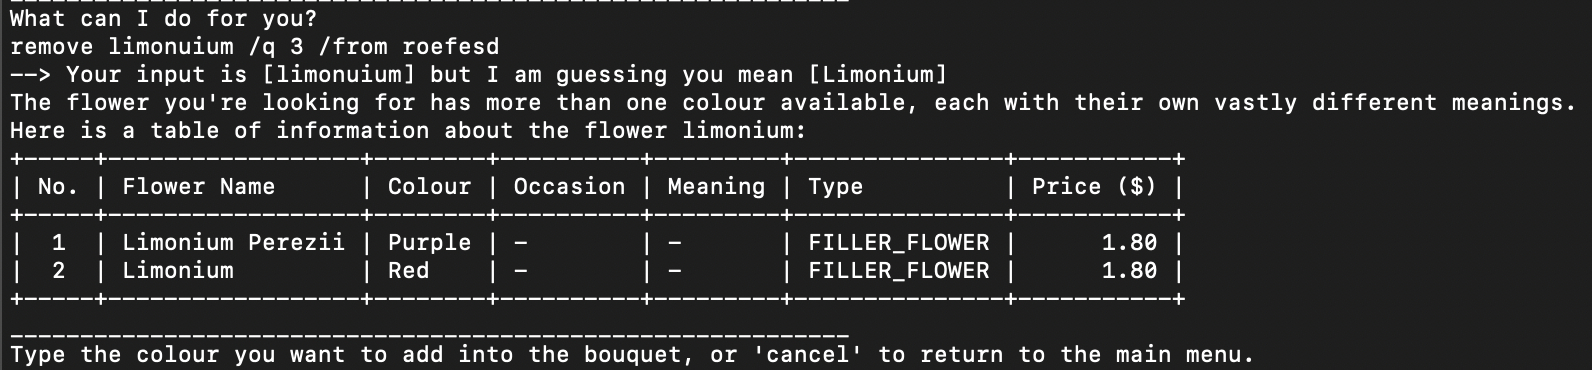 What can I do for you?
remove limonuium /q 3 /from roefesd
--> Your input is [limonuium] but I am guessing you mean [Limonium]
The flower you're looking for has more than one colour available, each with their own vastly different meanings.
Here is a table of information about the flower limonium:
+-----+------------------+--------+----------+---------+---------------+-----------+
| No. | Flower Name      | Colour | Occasion | Meaning | Type          | Price ($) |
+-----+------------------+--------+----------+---------+---------------+-----------+
|  1  | Limonium Perezii | Purple | -        | -       | FILLER_FLOWER |      1.80 |
|  2  | Limonium         | Red    | -        | -       | FILLER_FLOWER |      1.80 |
+-----+------------------+--------+----------+---------+---------------+-----------+
____________________________________________________________
Type the colour you want to add into the bouquet, or 'cancel' to return to the main menu.